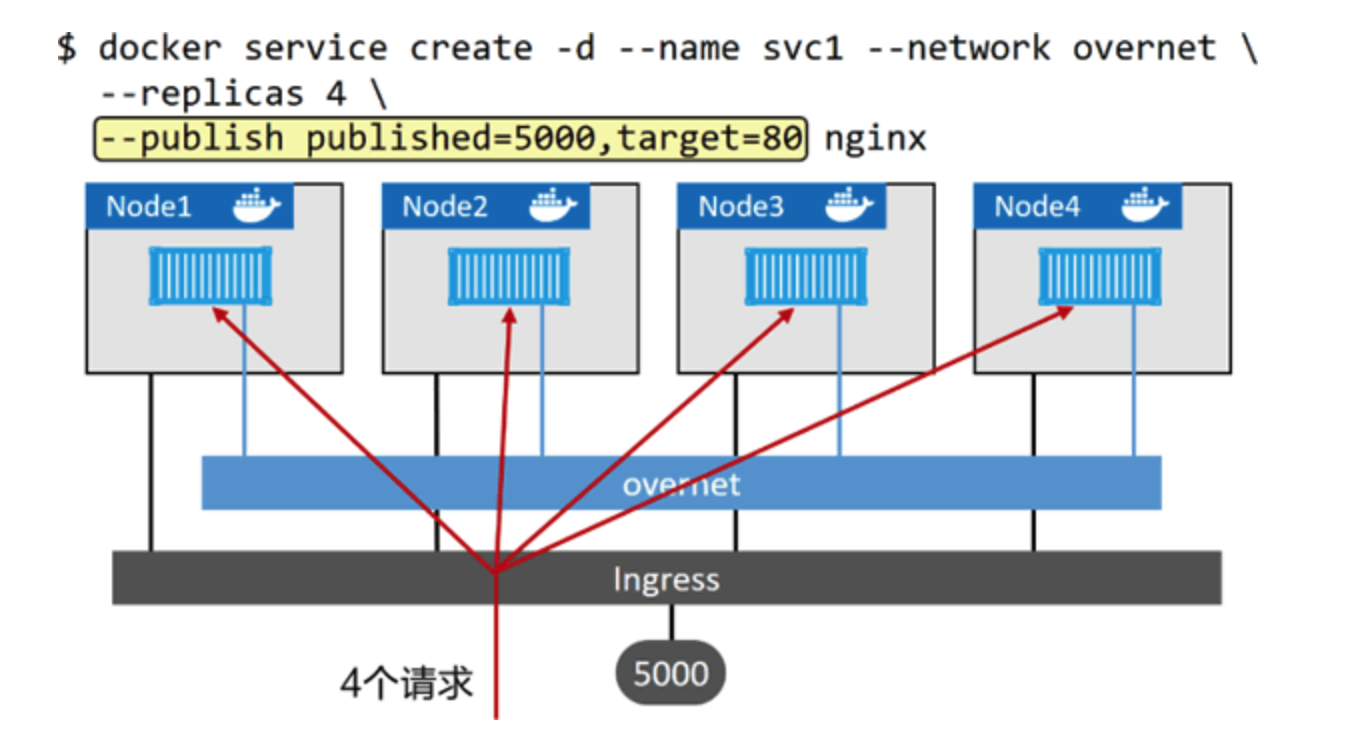 $ docker service create -d --name svc1 --network overnet \
--replicas 4 \
--publish published=5000,target=80 nginx
Node1
Node2
Node3
Node4
overnet
Ingress
4个请求
5000